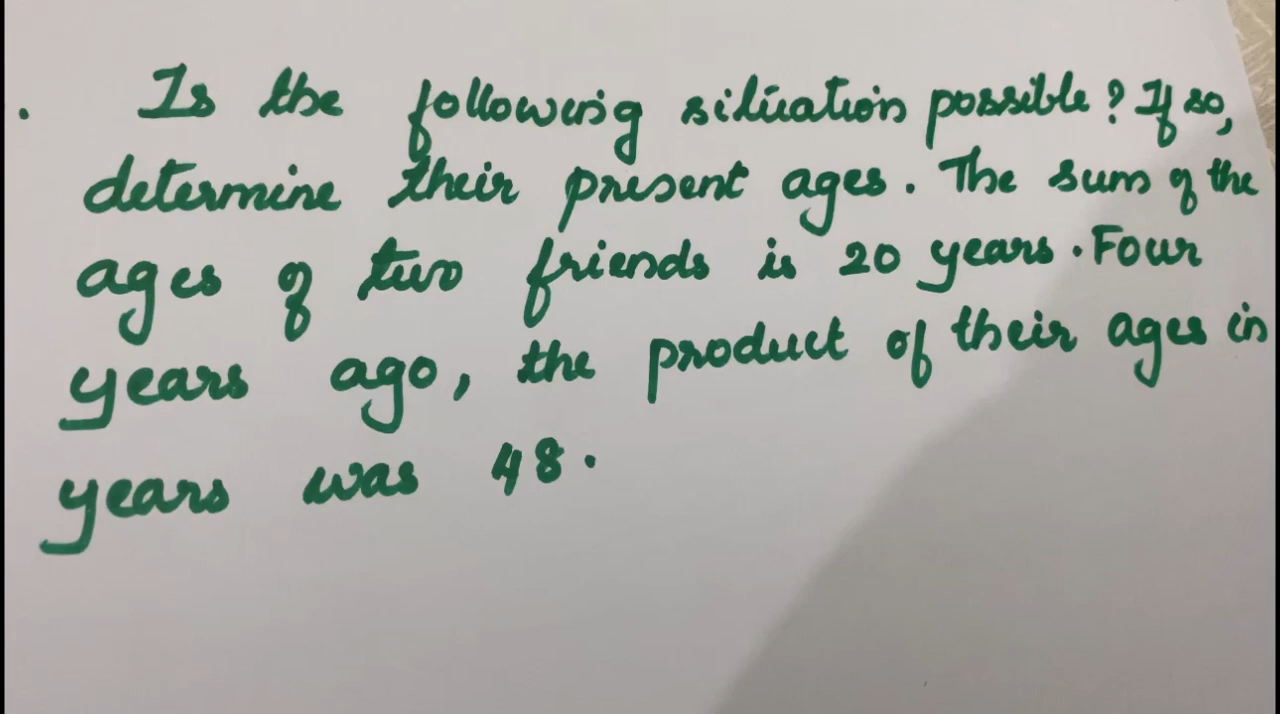 . Is the following situation possible? If so,
determine their present ages. The sum of the
ages of two friends is 20 years. Four
years ago, the product of their ages in
years was 48.